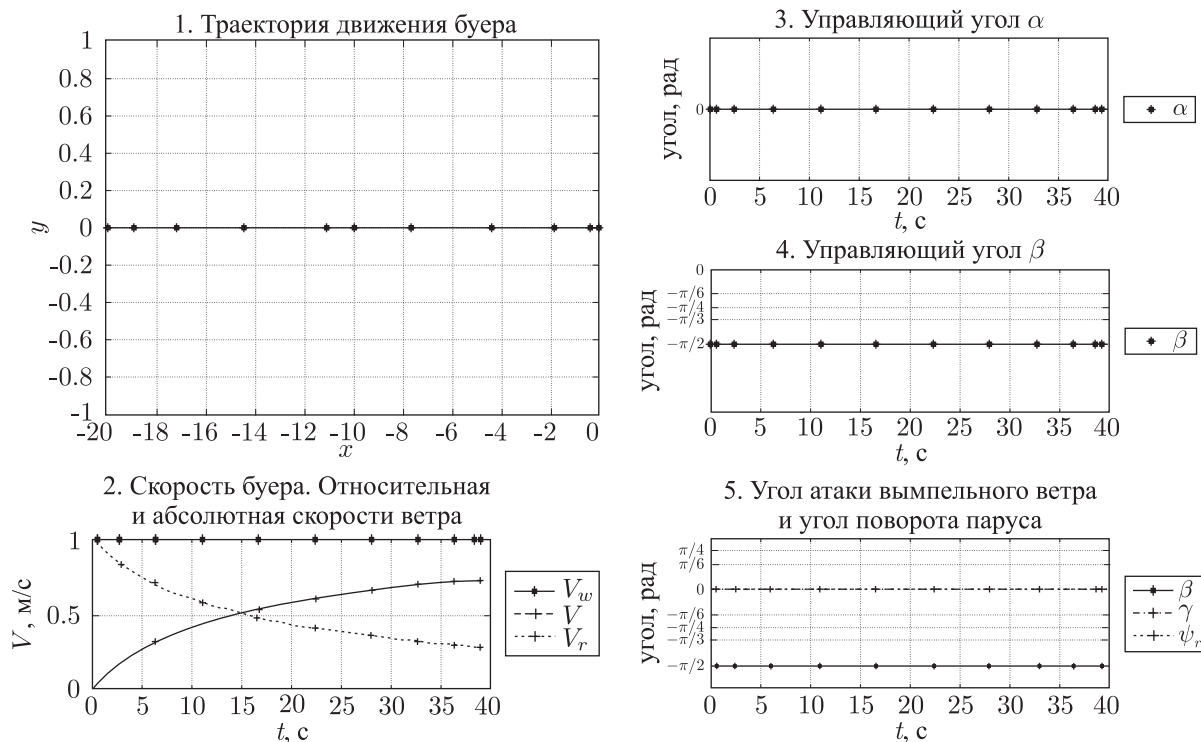 1. Траектория движения буера
1
0.8
0.6
0.4
0.2
0
-0.2
-0.4
-0.6
-0.8
-1
y
-20 -18 -16 -14 -12 -10 -8 -6 -4 -2 0
x
2. Скорость буера. Относительная
и абсолютная скорости ветра
1
0.5
0
V, м/с
0 5 10 15 20 25 30 35 40
t, с
V_w
V
V_r
3. Управляющий угол α
угол, рад
0
0 5 10 15 20 25 30 35 40
t, с
α
4. Управляющий угол β
угол, рад
0
−π/6
−π/4
−π/3
−π/2
0 5 10 15 20 25 30 35 40
t, с
β
5. Угол атаки вымпельного ветра
и угол поворота паруса
угол, рад
π/4
π/6
0
−π/6
−π/4
−π/3
−π/2
0 5 10 15 20 25 30 35 40
t, с
β
γ
ψ_r